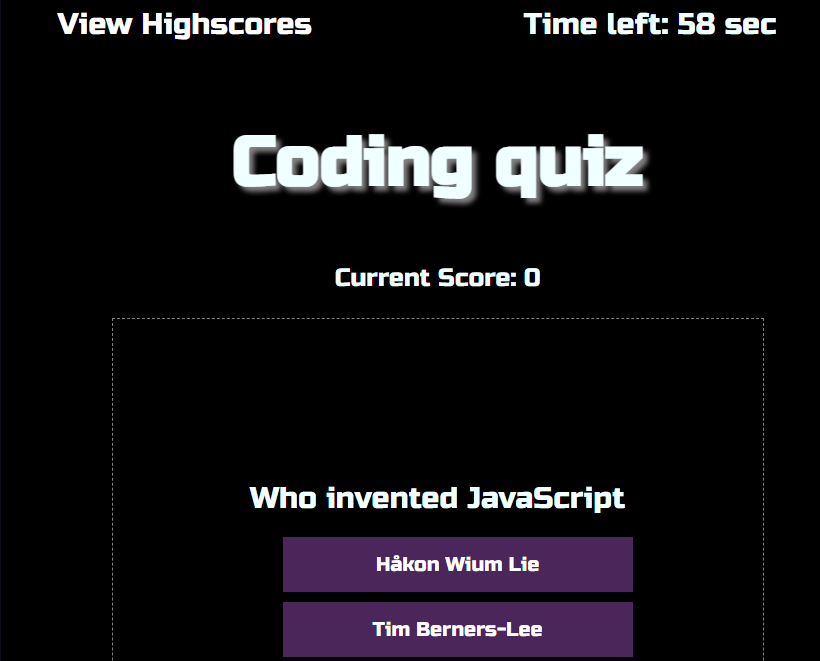 View Highscores
Time left: 58 sec
Coding quiz
Current Score: 0
Who invented JavaScript
Håkon Wium Lie
Tim Berners-Lee